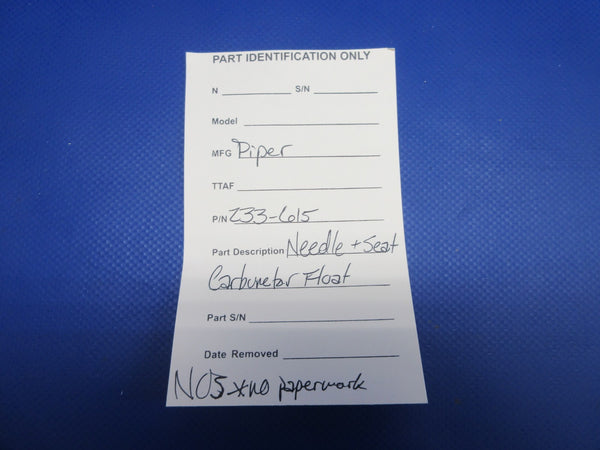 PART IDENTIFICATION ONLY
N S/N
Model
MFG Piper
TTAF
P/N 233-615
Part Description Needle + Seat
Carburetor Float
Part S/N
Date Removed
NOS *no paperwork